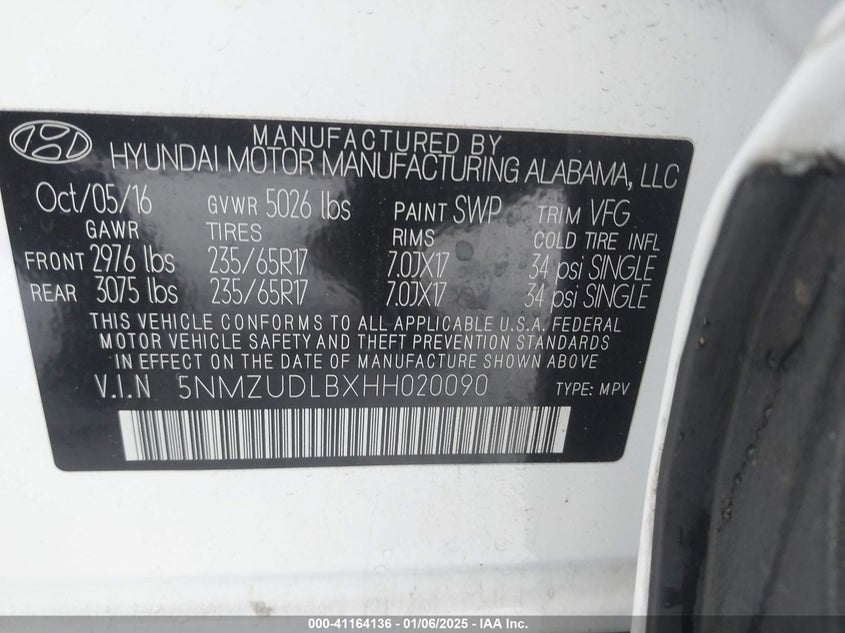 MANUFACTURED BY
HYUNDAI MOTOR MANUFACTURING ALABAMA, LLC
Oct/05/16 GVWR 5026 lbs PAINT SWP TRIM VFG
GAWR TIRES RIMS COLD TIRE INFL
FRONT 2976 lbs 235/65R17 7.0JX17 34 psi SINGLE
REAR 3075 lbs 235/65R17 7.0JX17 34 psi SINGLE
THIS VEHICLE CONFORMS TO ALL APPLICABLE U.S.A. FEDERAL
MOTOR VEHICLE SAFETY AND THEFT PREVENTION STANDARDS
IN EFFECT ON THE DATE OF MANUFACTURE SHOWN ABOVE.
V.I.N 5NMZUDLBXHH020090 TYPE: MPV
000-41164136 - 01/06/2025 - IAA Inc.